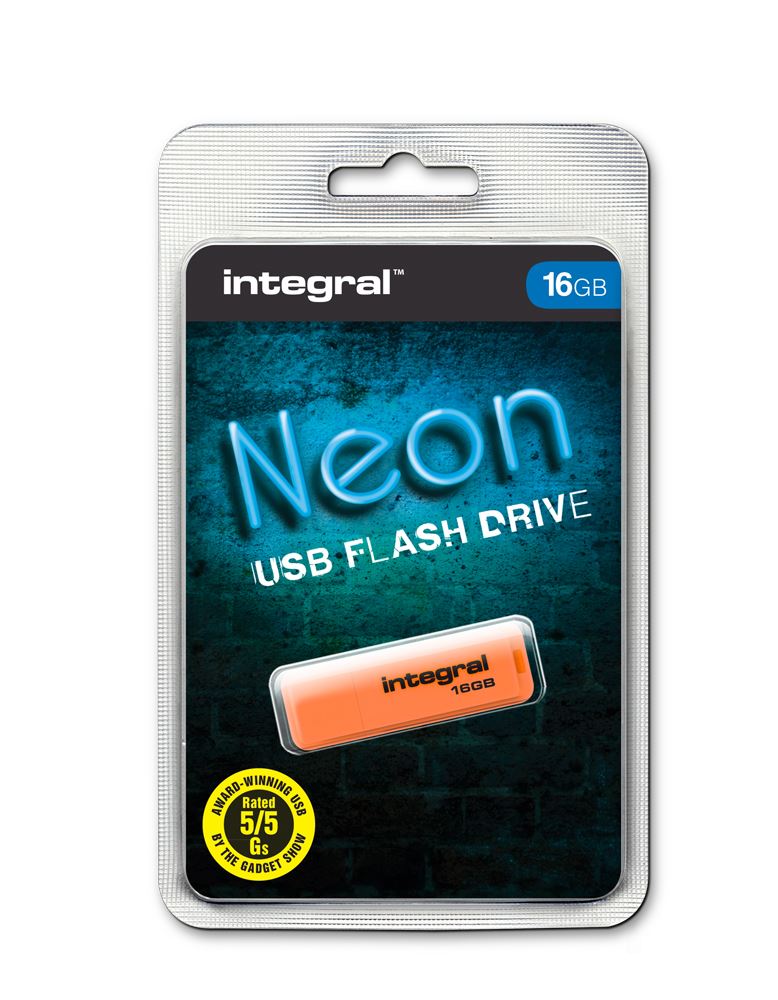 integral™
16GB
Neon
USB FLASH DRIVE
integral
16GB
AWARD-WINNING USB
Rated
5/5
Gs
BY THE GADGET SHOW